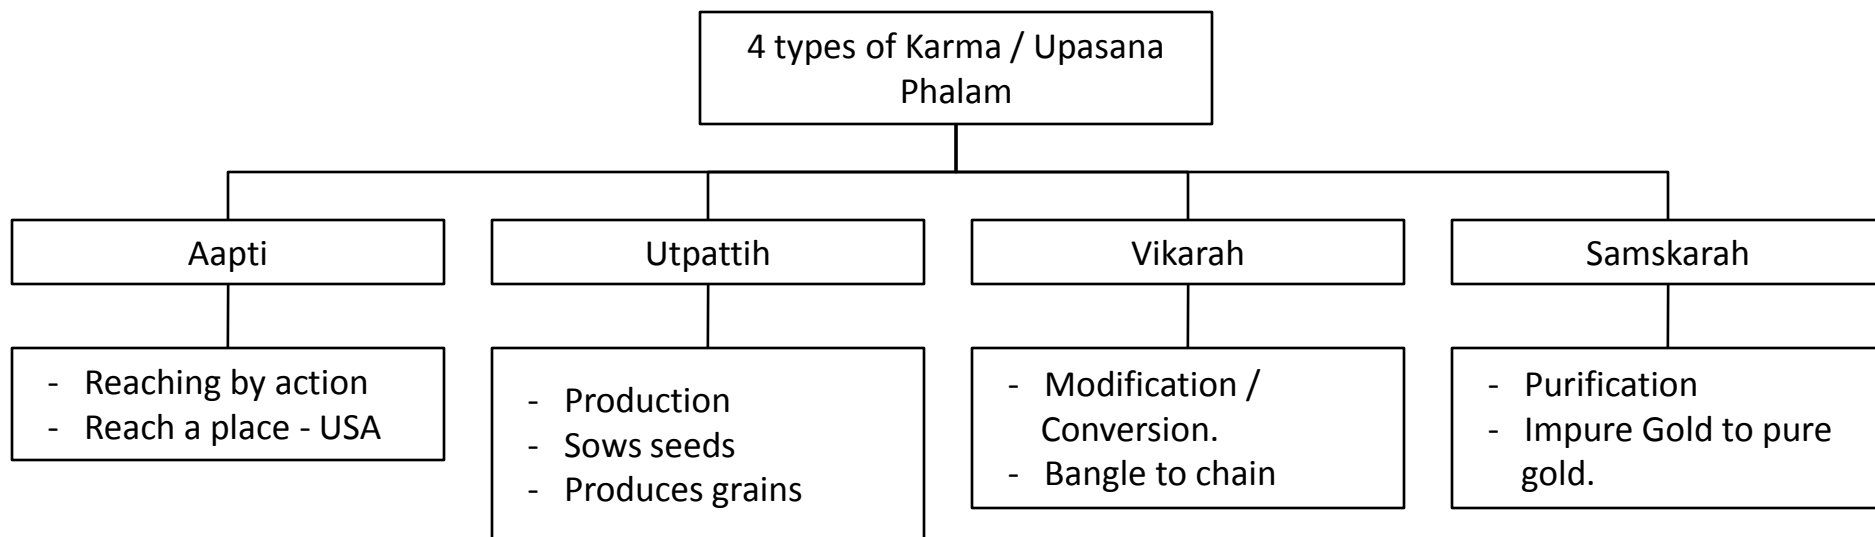 4 types of Karma / Upasana
Phalam
Aapti
Utpattih
Vikarah
Samskarah
- Reaching by action
- Reach a place - USA
- Production
- Sows seeds
- Produces grains
- Modification /
Conversion.
- Bangle to chain
- Purification
- Impure Gold to pure
gold.